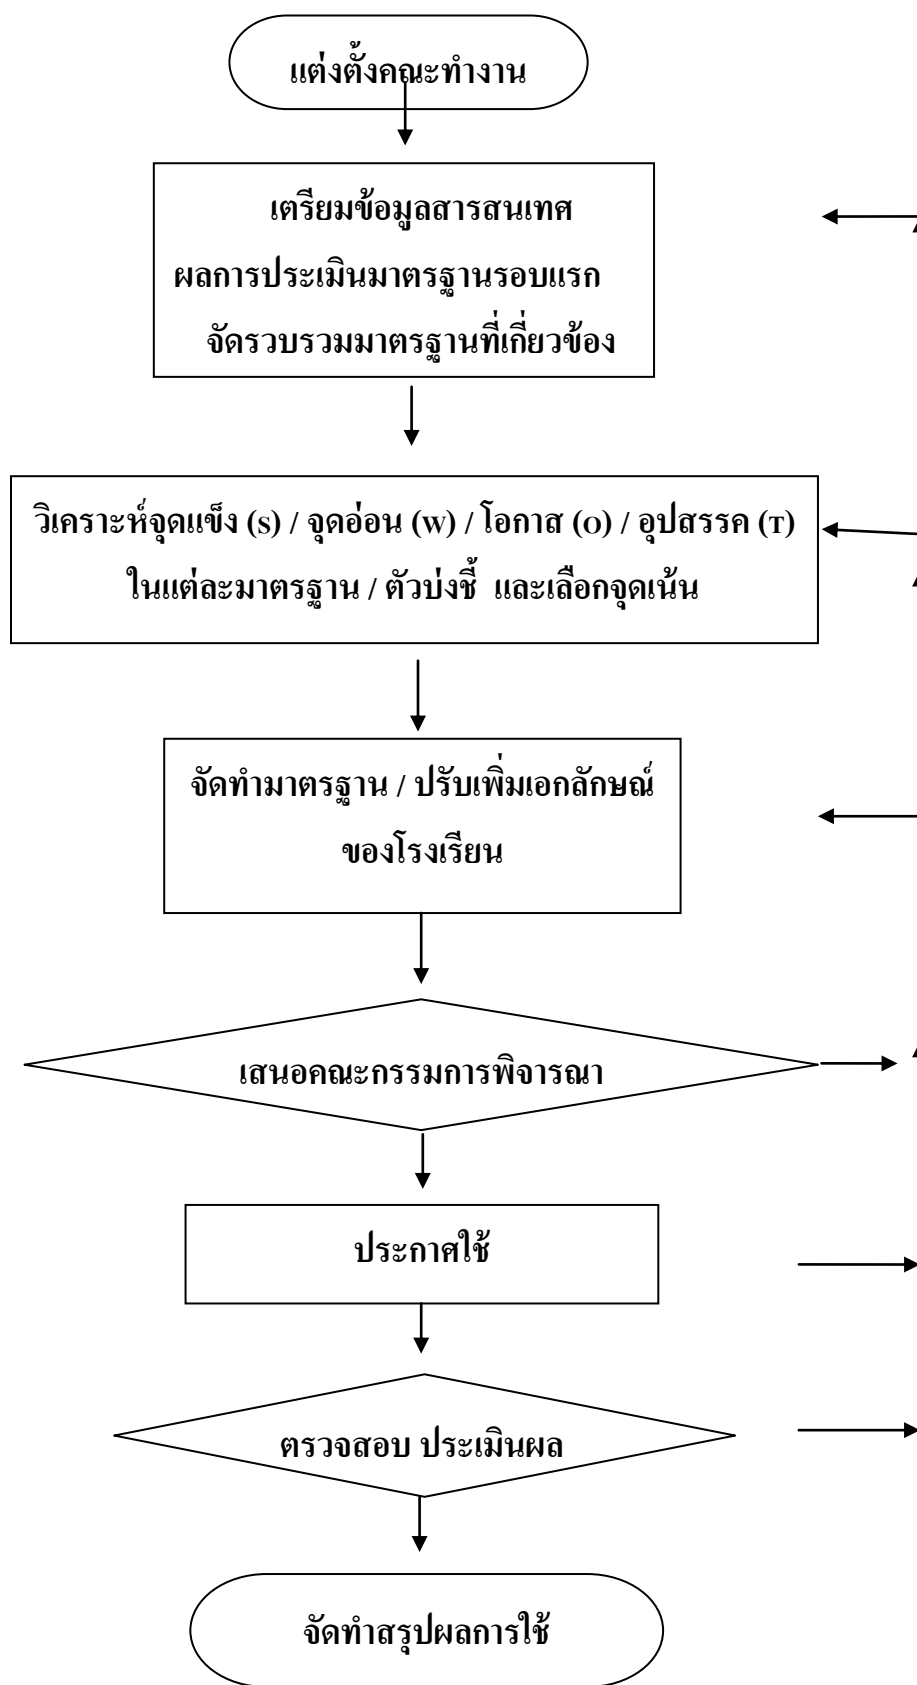 แต่งตั้งคณะทำงาน
เตรียมข้อมูลสารสนเทศ
ผลการประเมินมาตรฐานรอบแรก
จัดรวบรวมมาตรฐานที่เกี่ยวข้อง
วิเคราะห์จุดแข็ง (S) / จุดอ่อน (W) / โอกาส (O) / อุปสรรค (T)
ในแต่ละมาตรฐาน / ตัวบ่งชี้ และเลือกจุดเน้น
จัดทำมาตรฐาน / ปรับเพิ่มเอกลักษณ์
ของโรงเรียน
เสนอคณะกรรมการพิจารณา
ประกาศใช้
ตรวจสอบ ประเมินผล
จัดทำสรุปผลการใช้